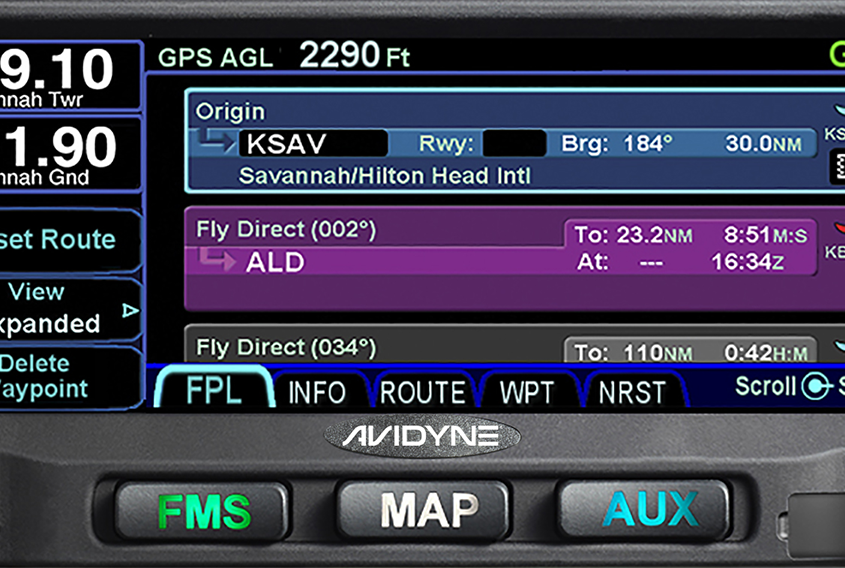 GPS AGL 2290 Ft
9.10
nnah Twr
1.90
nnah Gnd
set Route
View
xpanded
Delete
aypoint
Origin
KSAV Rwy: Brg: 184° 30.0NM
Savannah/Hilton Head Intl
Fly Direct (002°)
To: 23.2NM 8:51M:S
ALD
At: --- 16:34Z
Fly Direct (034°)
To: 110NM 0:42H:M
KS
KB
FPL INFO ROUTE WPT NRST Scroll S
AVIDYNE
FMS MAP AUX